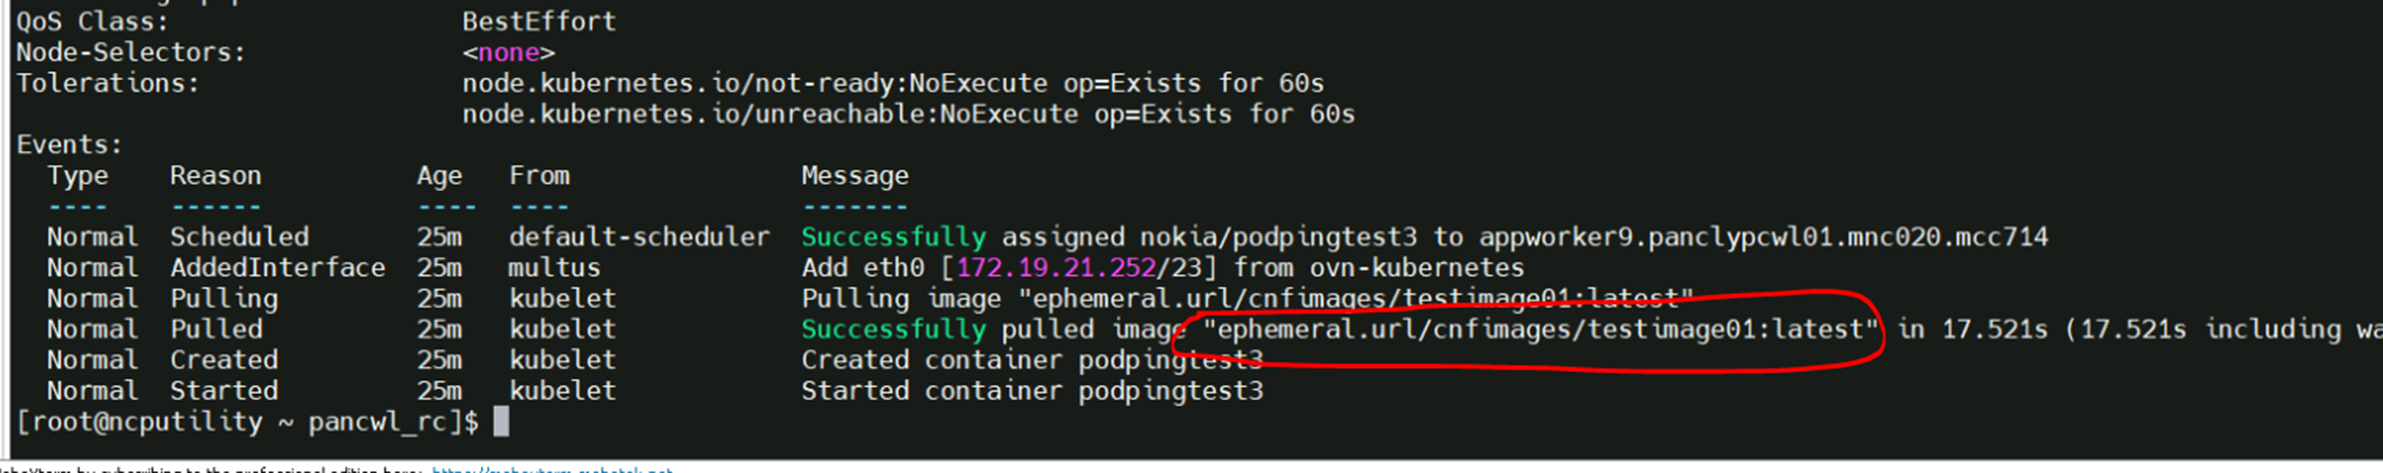 QoS Class:                   BestEffort
Node-Selectors:              <none>
Tolerations:                 node.kubernetes.io/not-ready:NoExecute op=Exists for 60s
                             node.kubernetes.io/unreachable:NoExecute op=Exists for 60s
Events:
  Type    Reason          Age   From               Message
  ----    ------          ----  ----               -------
  Normal  Scheduled       25m   default-scheduler  Successfully assigned nokia/podpingtest3 to appworker9.panclypcwl01.mnc020.mcc714
  Normal  AddedInterface  25m   multus             Add eth0 [172.19.21.252/23] from ovn-kubernetes
  Normal  Pulling         25m   kubelet            Pulling image "ephemeral.url/cnfimages/testimage01:latest"
  Normal  Pulled          25m   kubelet            Successfully pulled image "ephemeral.url/cnfimages/testimage01:latest" in 17.521s (17.521s including wa
  Normal  Created         25m   kubelet            Created container podpingtest3
  Normal  Started         25m   kubelet            Started container podpingtest3
[root@ncputility ~ pancwl_rc]$
by subscribing to the professional edition here: https://mobaxterm.mobatek.net